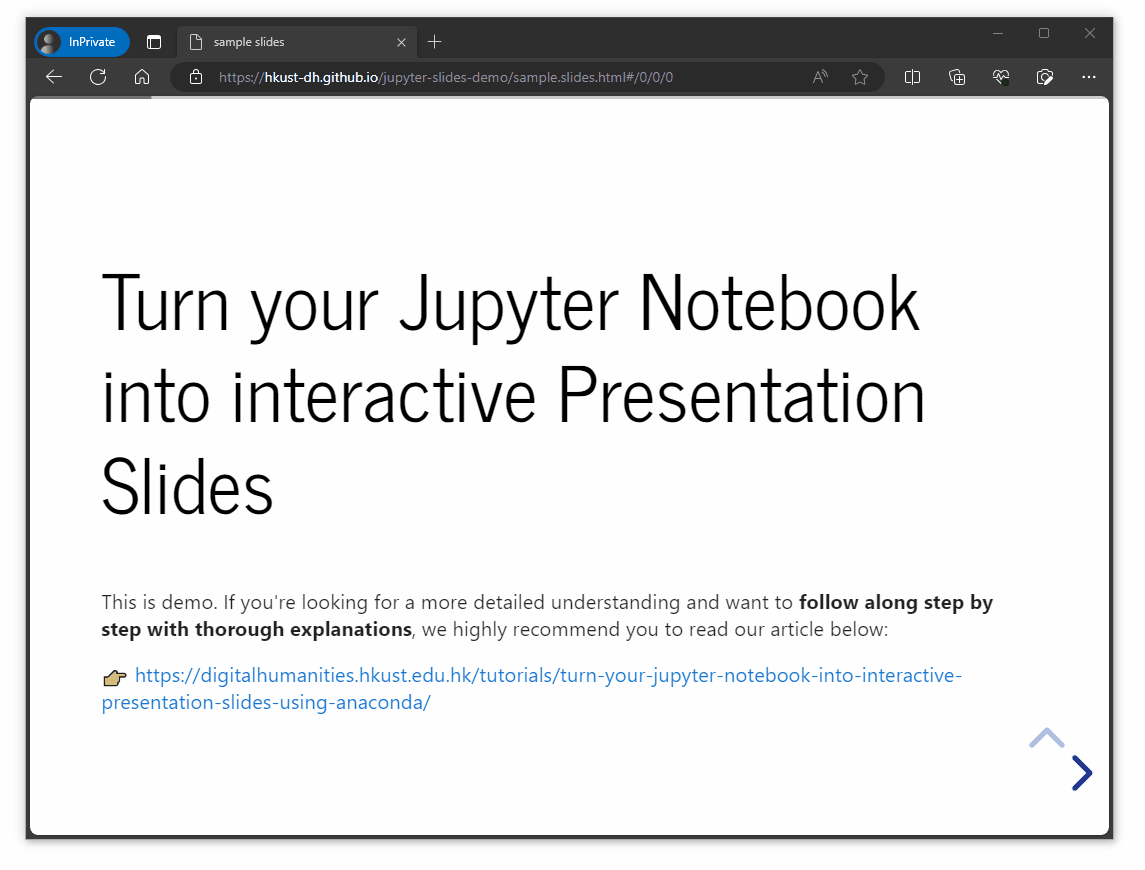 InPrivate
sample slides
https://hkust-dh.github.io/jupyter-slides-demo/sample.slides.html#/0/0/0
Turn your Jupyter Notebook
into interactive Presentation
Slides
This is demo. If you're looking for a more detailed understanding and want to follow along step by
step with thorough explanations, we highly recommend you to read our article below:
👉 https://digitalhumanities.hkust.edu.hk/tutorials/turn-your-jupyter-notebook-into-interactive-
presentation-slides-using-anaconda/